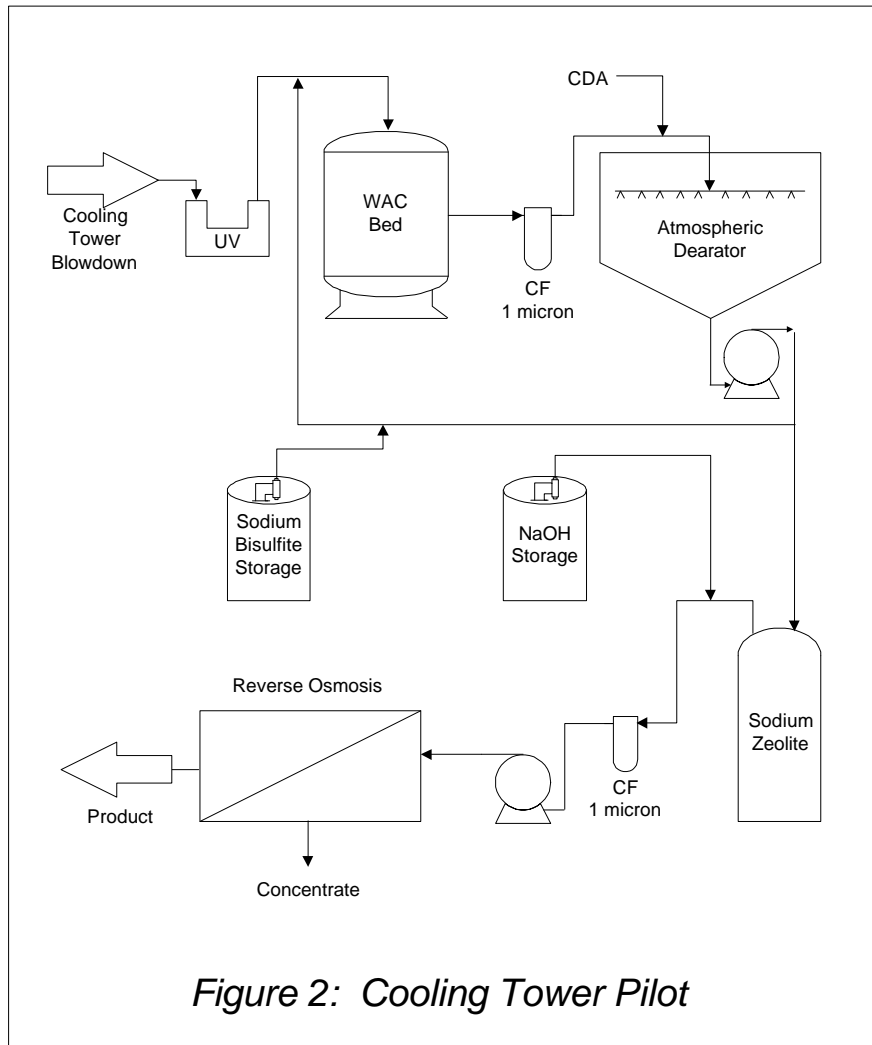 CDA
Cooling
Tower
Blowdown
UV
WAC
Bed
CF
1 micron
Atmospheric
Dearator
Sodium
Bisulfite
Storage
NaOH
Storage
Reverse Osmosis
Product
Concentrate
CF
1 micron
Sodium
Zeolite
Figure 2: Cooling Tower Pilot